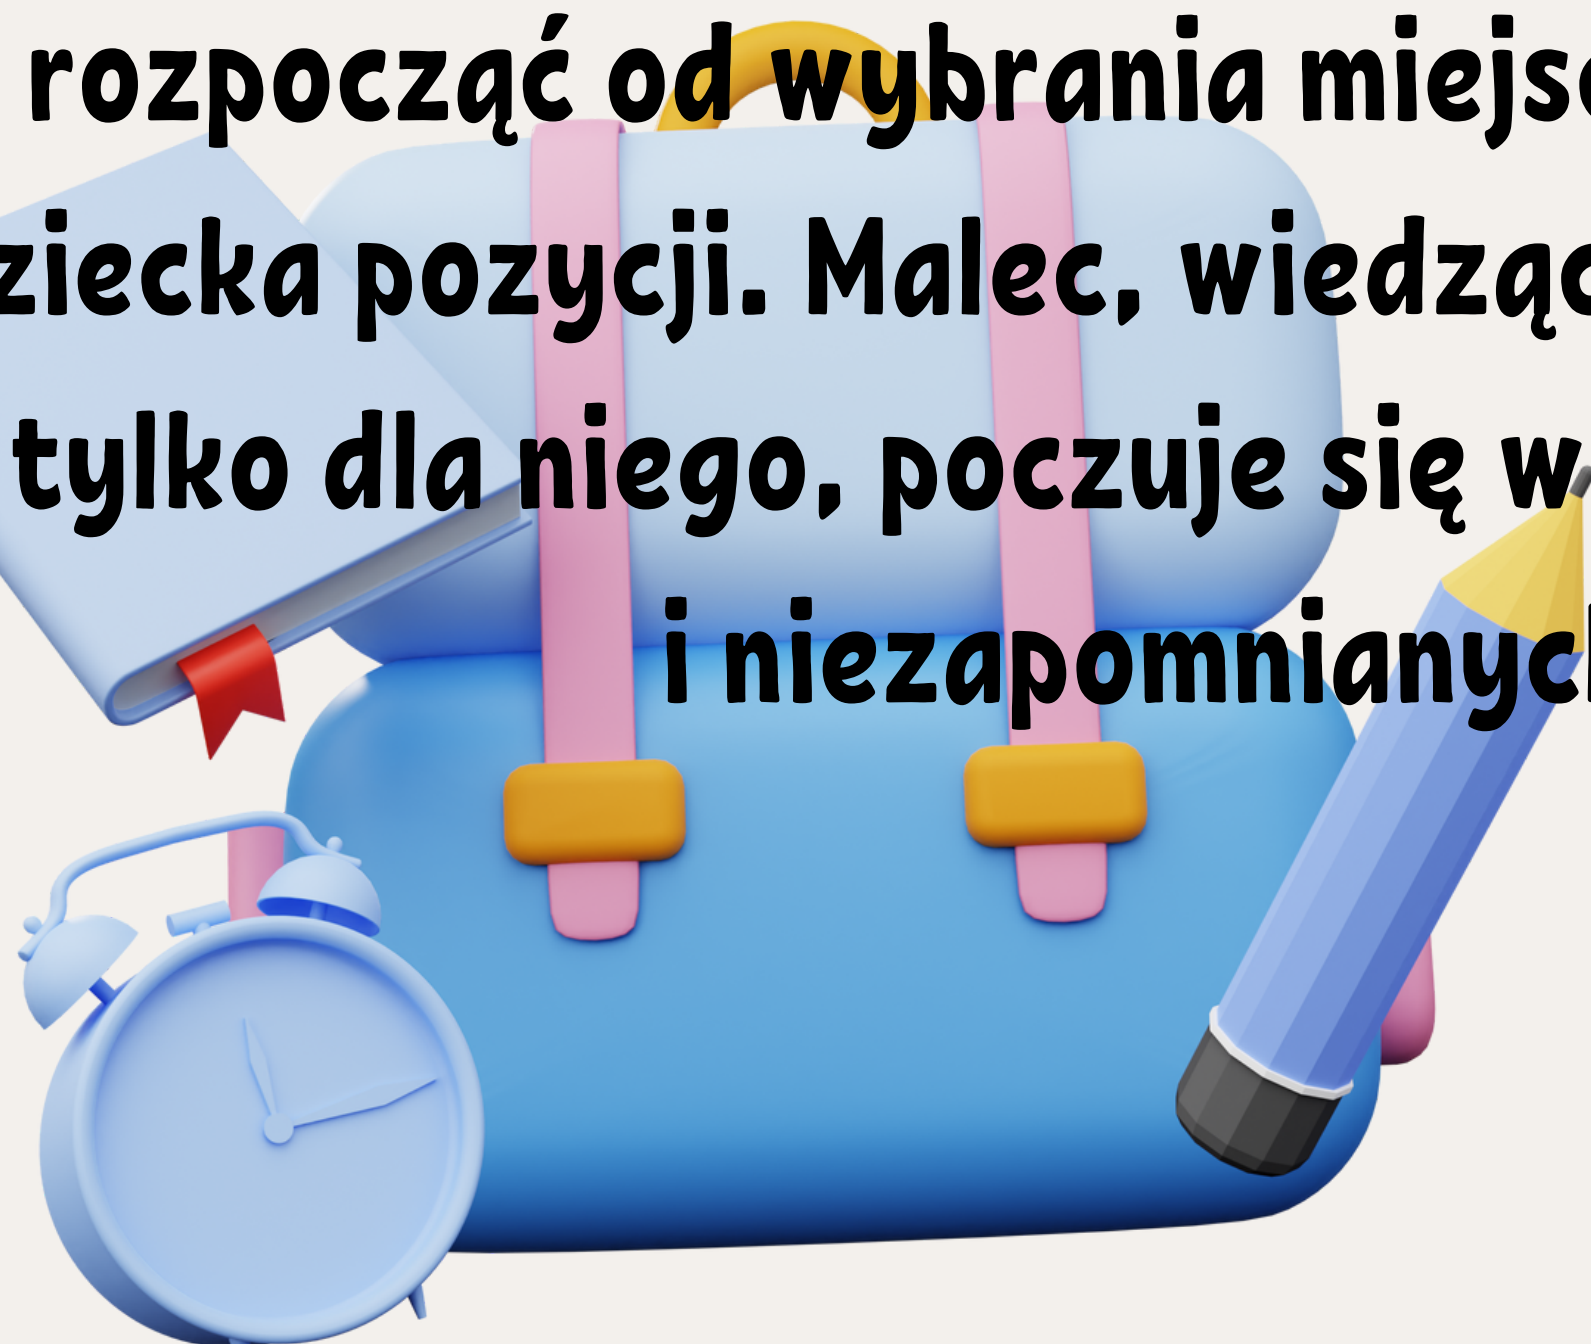 rozpocząć od wybrania miejsc
ziecka pozycji. Malec, wiedząc
tylko dla niego, poczuje się w
i niezapomnianych